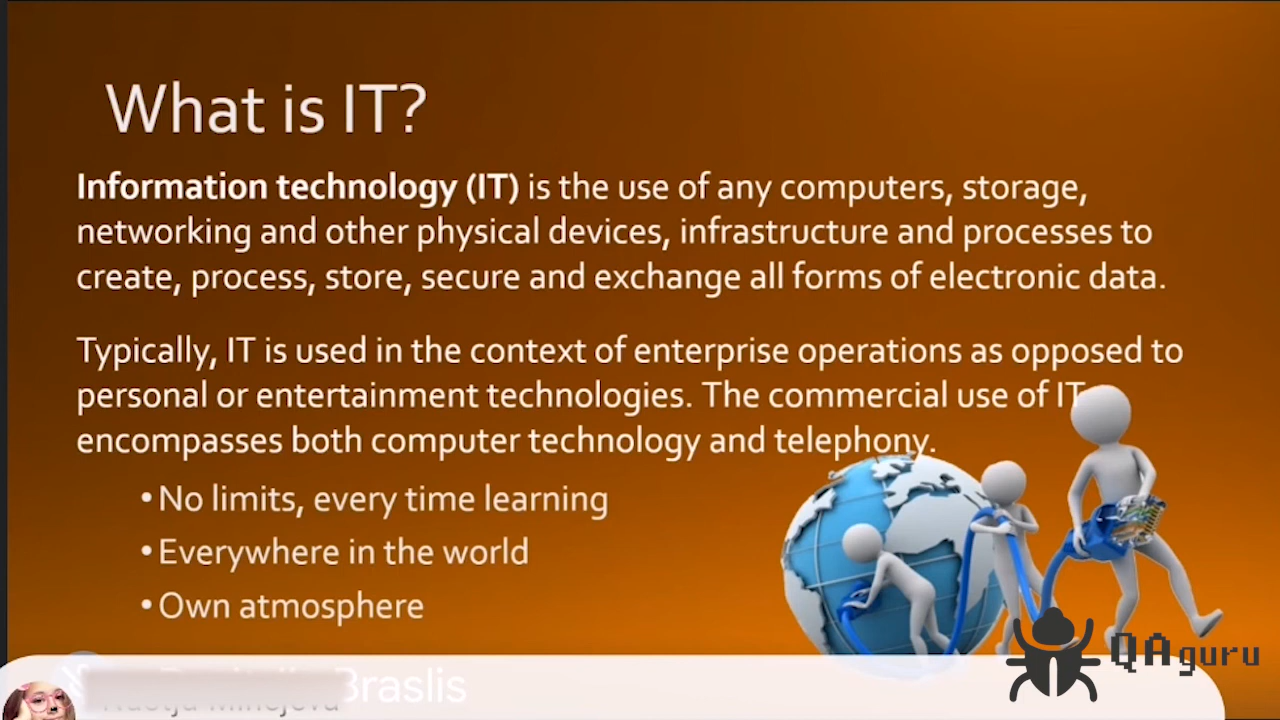 What is IT?
Information technology (IT) is the use of any computers, storage,
networking and other physical devices, infrastructure and processes to
create, process, store, secure and exchange all forms of electronic data.
Typically, IT is used in the context of enterprise operations as opposed to
personal or entertainment technologies. The commercial use of IT
encompasses both computer technology and telephony.
• No limits, every time learning
• Everywhere in the world
• Own atmosphere
QAguru
Braslis